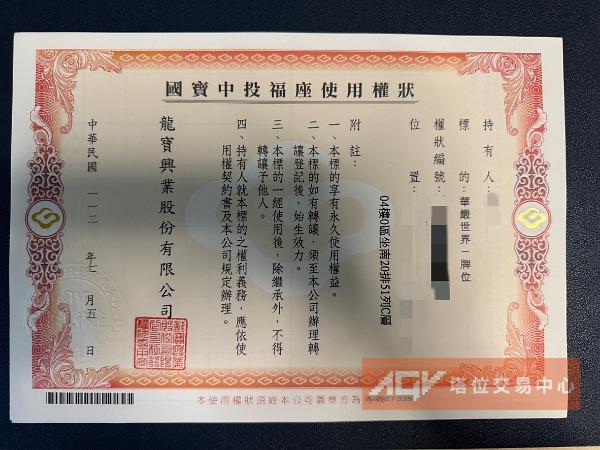 國寶中投福座使用權狀
持有人：
標的：華嚴世界－牌位
權狀編號：
位置：
04樓0區坐南20排51列C層
附註：
一、本標的享有永久使用權益。
二、本標的如有轉讓，須至本公司辦理轉
讓登記後，始生效力。
三、本標的一經使用後，除繼承外，不得
轉讓予他人。
四、持有人就本標的之權利義務，應依使
用權契約書及本公司規定辦理。
龍寶興業股份有限公司
中華民國一一二年七月五日
本使用權狀須經本公司蓋章方為
AGV 塔位交易中心